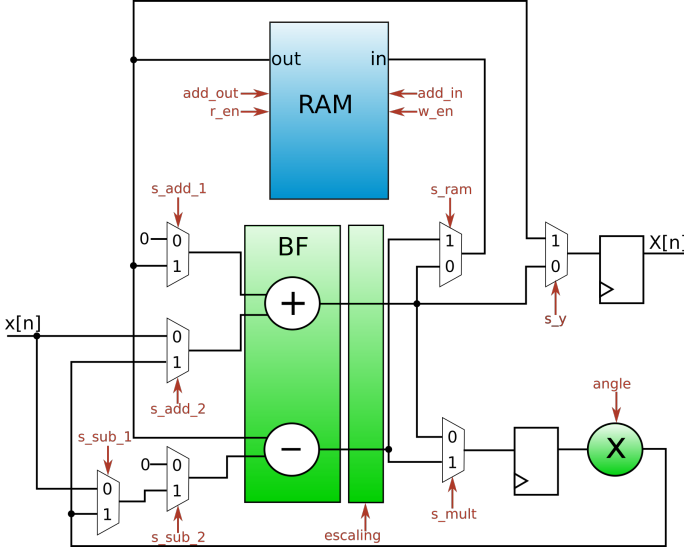 out in
add_out RAM add_in
r_en w_en
s_add_1 s_ram
0 0 1 BF 1 X[n]
1 0 0
+
x[n] s_y
0
1
s_add_2 angle
s_sub_1 0
0 0 − 1 X
1 1
s_sub_2 escaling s_mult